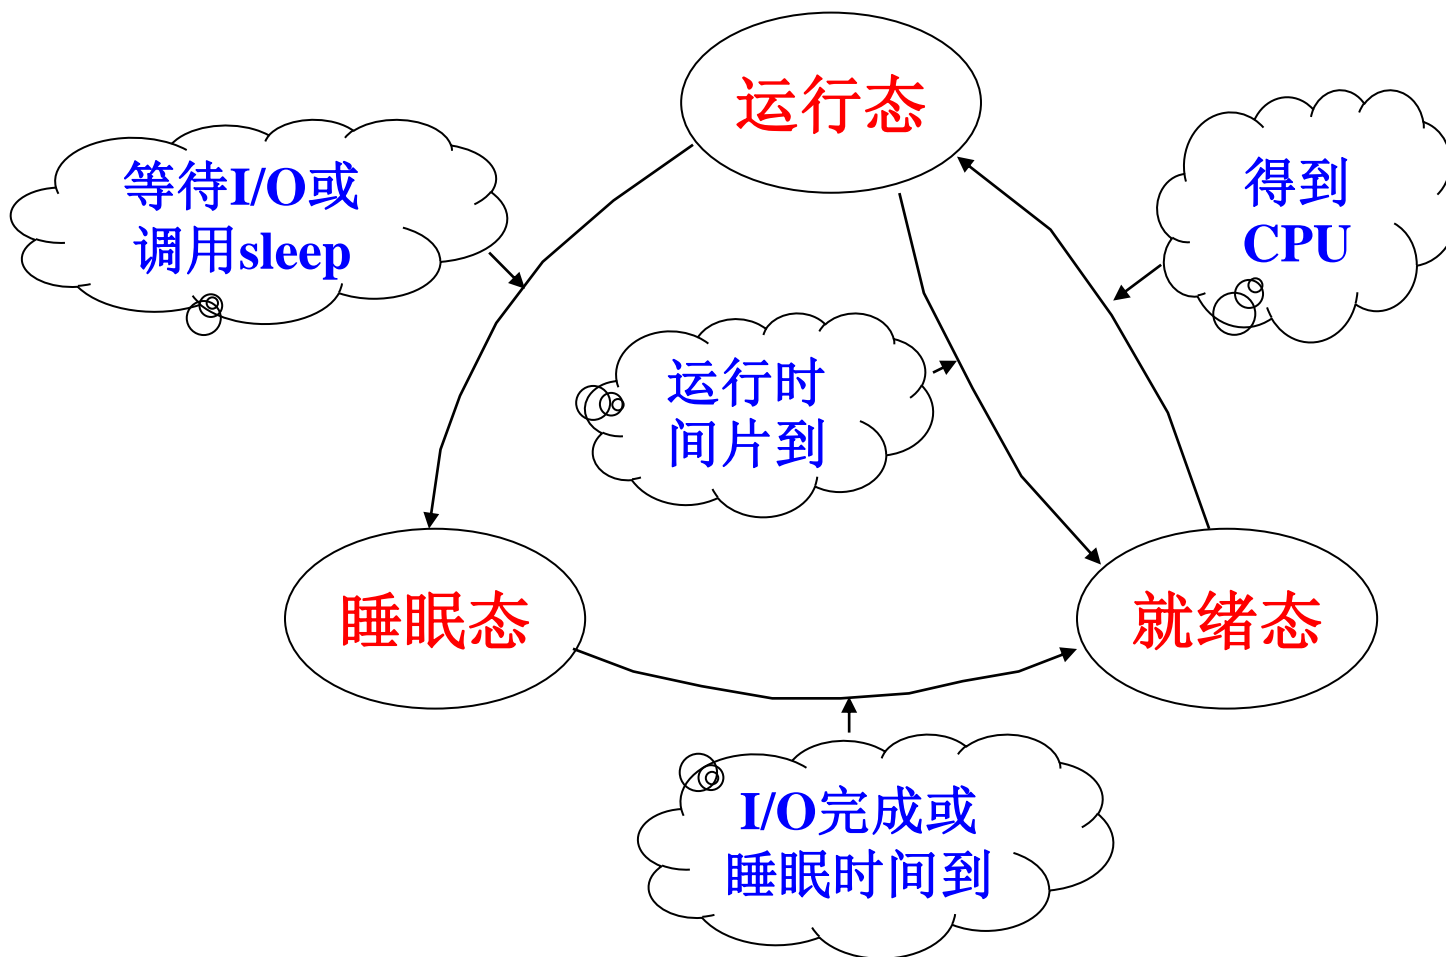 运行态
等待I/O或
调用sleep
得到
CPU
运行时
间片到
睡眠态
就绪态
I/O完成或
睡眠时间到